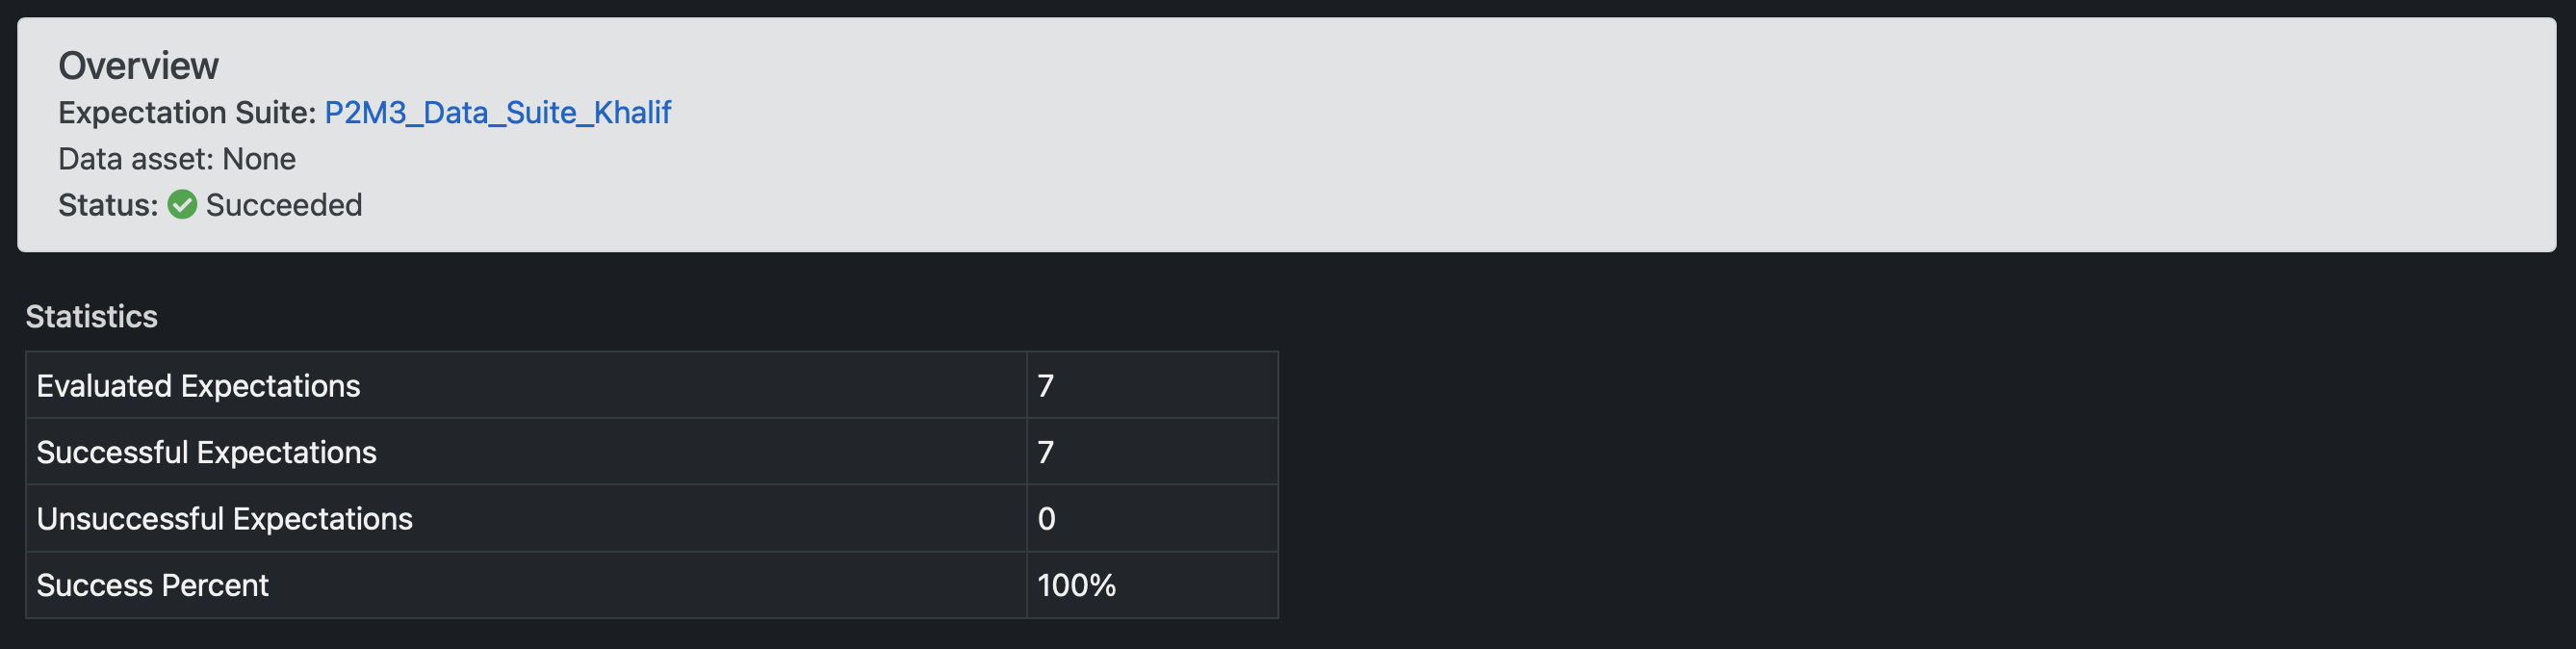 Overview
Expectation Suite: P2M3_Data_Suite_Khalif
Data asset: None
Status: Succeeded
Statistics
Evaluated Expectations 7
Successful Expectations 7
Unsuccessful Expectations 0
Success Percent 100%